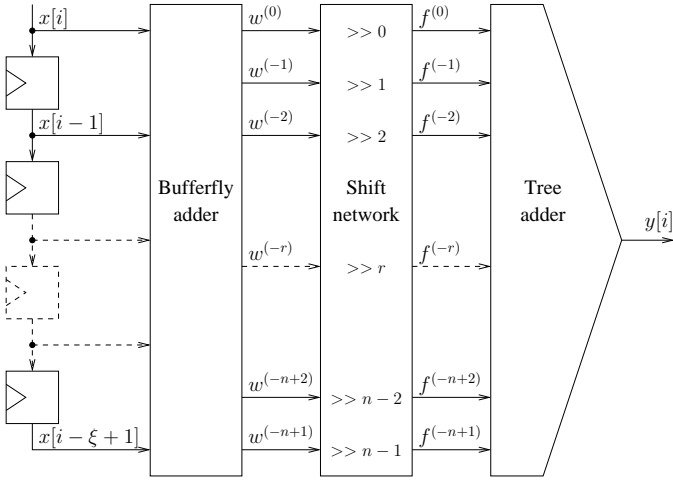 x[i] w^{(0)} >> 0 f^{(0)}
w^{(-1)} >> 1 f^{(-1)}
x[i − 1] w^{(-2)} >> 2 f^{(-2)}
Bufferfly Shift Tree
adder network adder
y[i]
w^{(-r)} >> r f^{(-r)}
w^{(-n+2)} >> n − 2 f^{(-n+2)}
x[i − ξ + 1] w^{(-n+1)} >> n − 1 f^{(-n+1)}